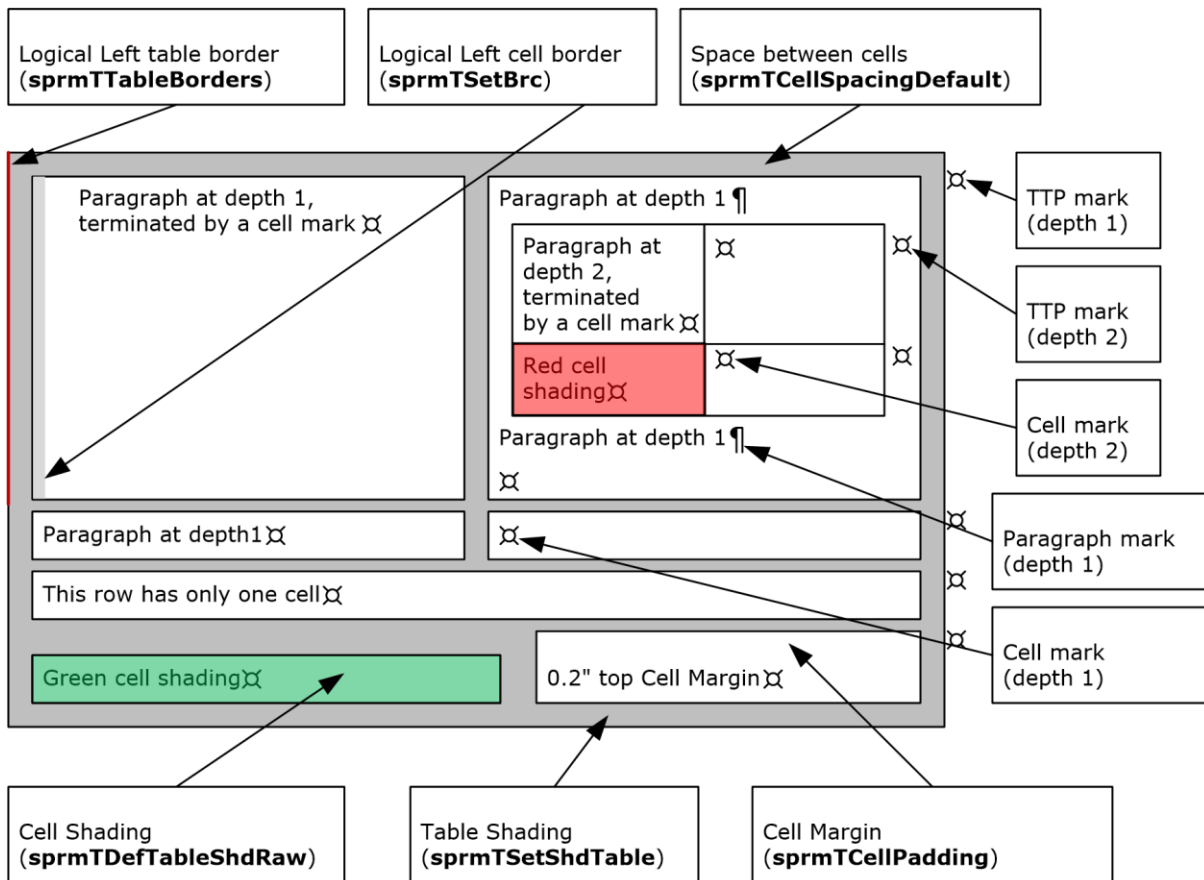 Logical Left table border
(sprmTTableBorders)
Logical Left cell border
(sprmTSetBrc)
Space between cells
(sprmTCellSpacingDefault)
Paragraph at depth 1,
terminated by a cell mark ¤
Paragraph at depth 1 ¶
Paragraph at
depth 2,
terminated
by a cell mark ¤
¤
¤
Red cell
shading¤
¤
¤
Paragraph at depth 1¶
¤
¤
TTP mark
(depth 1)
TTP mark
(depth 2)
Cell mark
(depth 2)
Paragraph at depth1¤
¤
¤
Paragraph mark
(depth 1)
This row has only one cell¤
¤
Green cell shading¤
0.2" top Cell Margin¤
¤
Cell mark
(depth 1)
Cell Shading
(sprmTDefTableShdRaw)
Table Shading
(sprmTSetShdTable)
Cell Margin
(sprmTCellPadding)